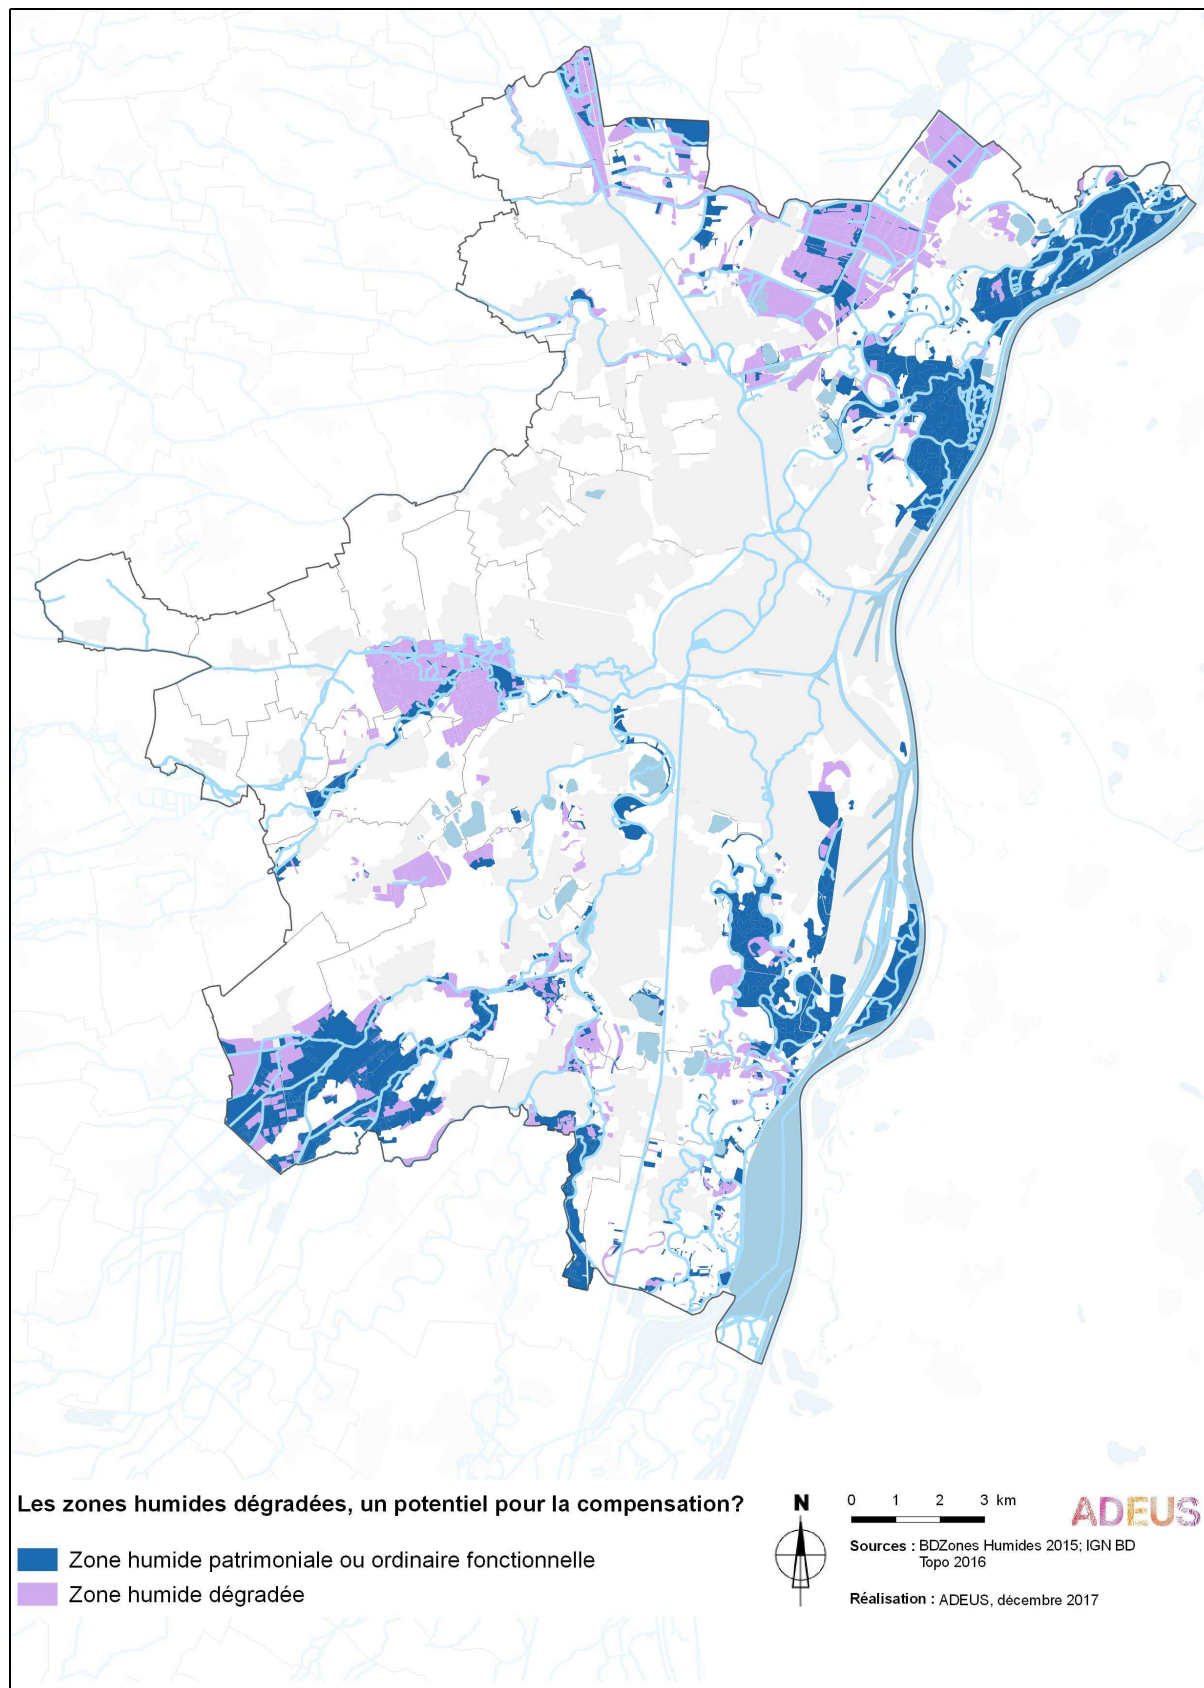 Les zones humides dégradées, un potentiel pour la compensation?
Zone humide patrimoniale ou ordinaire fonctionnelle
Zone humide dégradée
N
0 1 2 3 km
ADEUS
Sources : BDZones Humides 2015; IGN BD
Topo 2016
Réalisation : ADEUS, décembre 2017